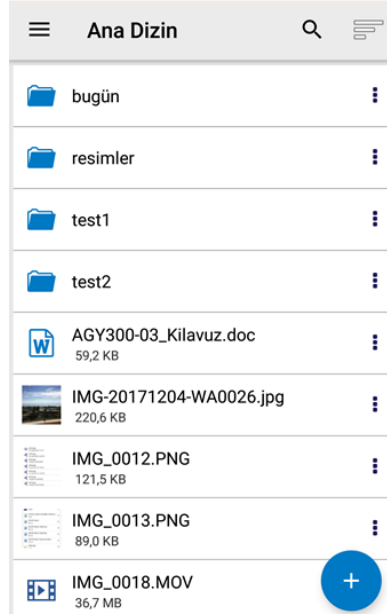 Ana Dizin
bugün
resimler
test1
test2
AGY300-03_Kilavuz.doc
59,2 KB
IMG-20171204-WA0026.jpg
220,6 KB
IMG_0012.PNG
121,5 KB
IMG_0013.PNG
89,0 KB
IMG_0018.MOV
36,7 MB